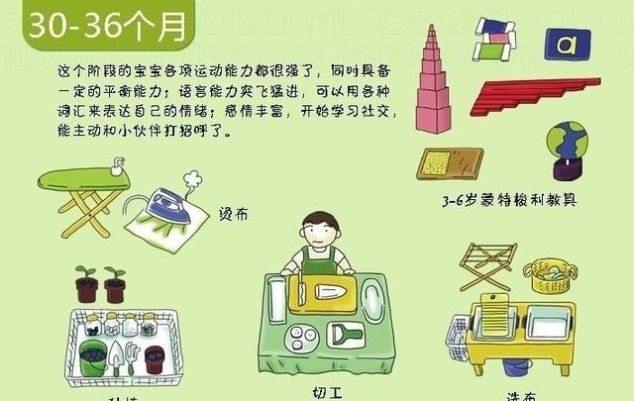 30-36个月
这个阶段的宝宝各项运动能力都很强了，同时具备
一定的平衡能力；语言能力突飞猛进，可以用各种
词汇来表达自己的情绪；感情丰富，开始学习社交，
能主动和小伙伴打招呼了。
a
3-6岁蒙特梭利教具
烫布
切工
洗布